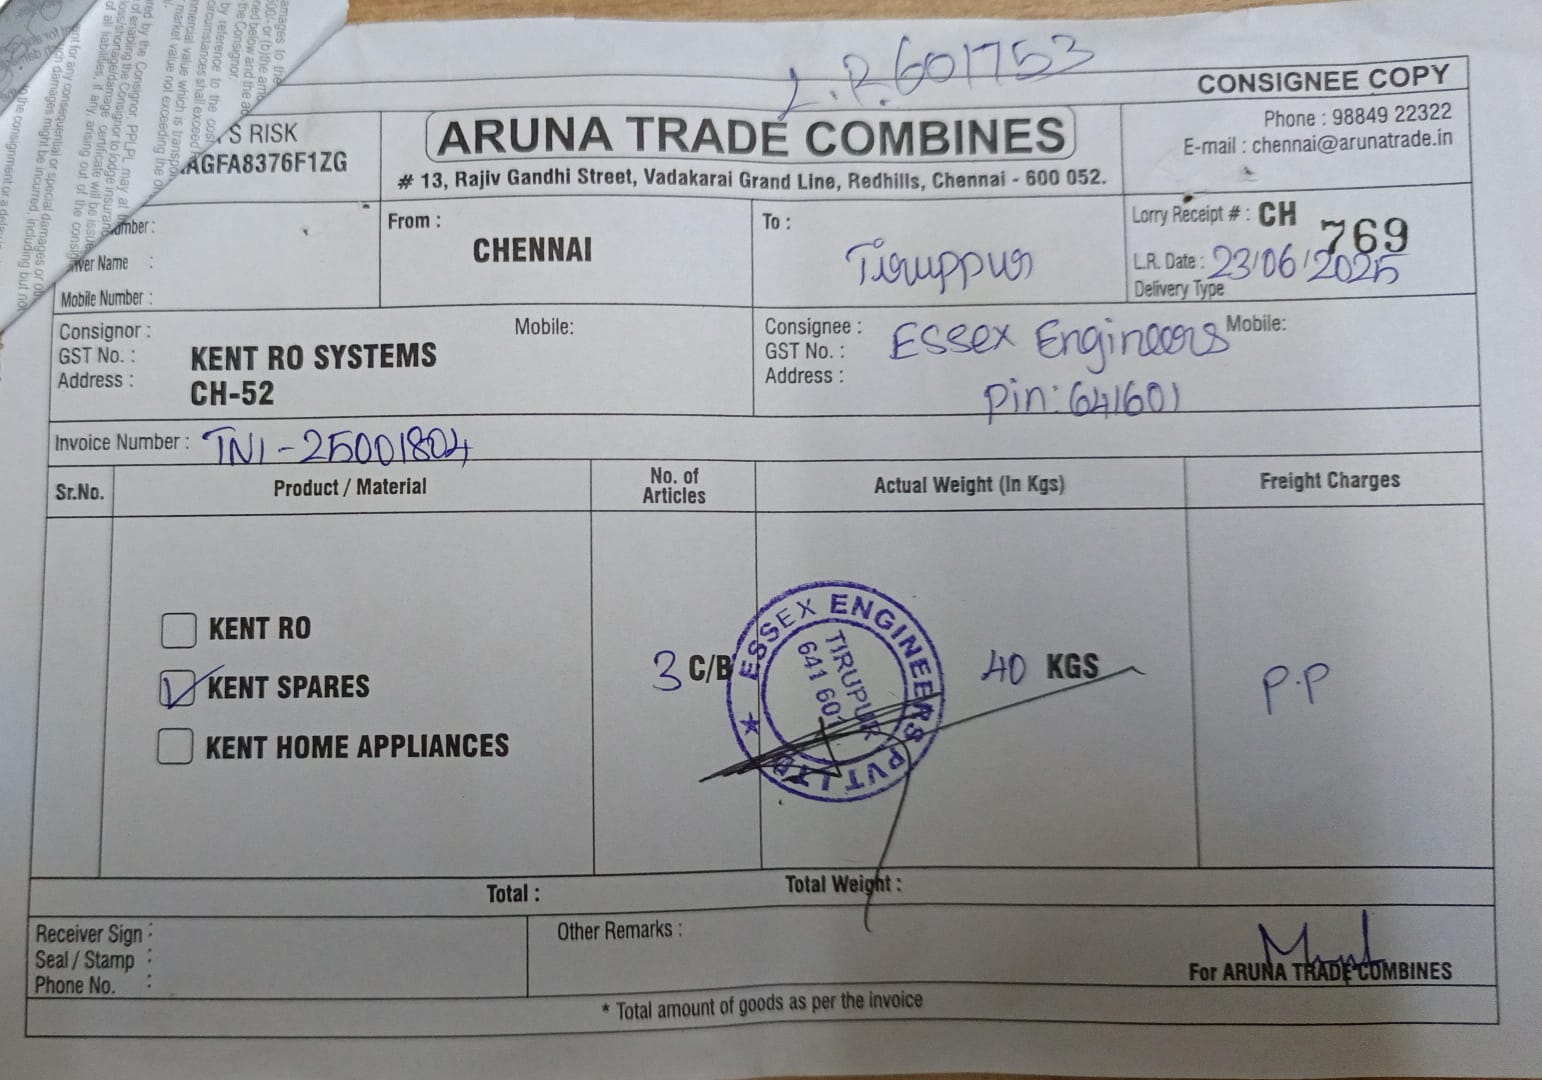 L.R. 601753
CONSIGNEE COPY
S RISK
AGFA8376F1ZG
ARUNA TRADE COMBINES
# 13, Rajiv Gandhi Street, Vadakarai Grand Line, Redhills, Chennai - 600 052.
Phone : 98849 22322
E-mail : chennai@arunatrade.in
Name :
Mobile Number :
From :
CHENNAI
To :
Tiruppur
Lorry Receipt # : CH 769
L.R. Date : 23/06/2025
Delivery Type
Consignor :
GST No. :
Address :
Mobile:
KENT RO SYSTEMS
CH-52
Consignee : Essex Engineers Mobile:
GST No. :
Address :
Pin: 641601
Invoice Number : TN1-25001804
Sr.No.
Product / Material
No. of
Articles
Actual Weight (In Kgs)
Freight Charges
KENT RO
KENT SPARES
KENT HOME APPLIANCES
3 C/B
ESSEX ENGINEERS PVT LTD
TIRUPUR
641 601
40 KGS
P.P
Total :
Total Weight :
Receiver Sign :
Seal / Stamp :
Phone No. :
Other Remarks :
For ARUNA TRADE COMBINES
* Total amount of goods as per the invoice